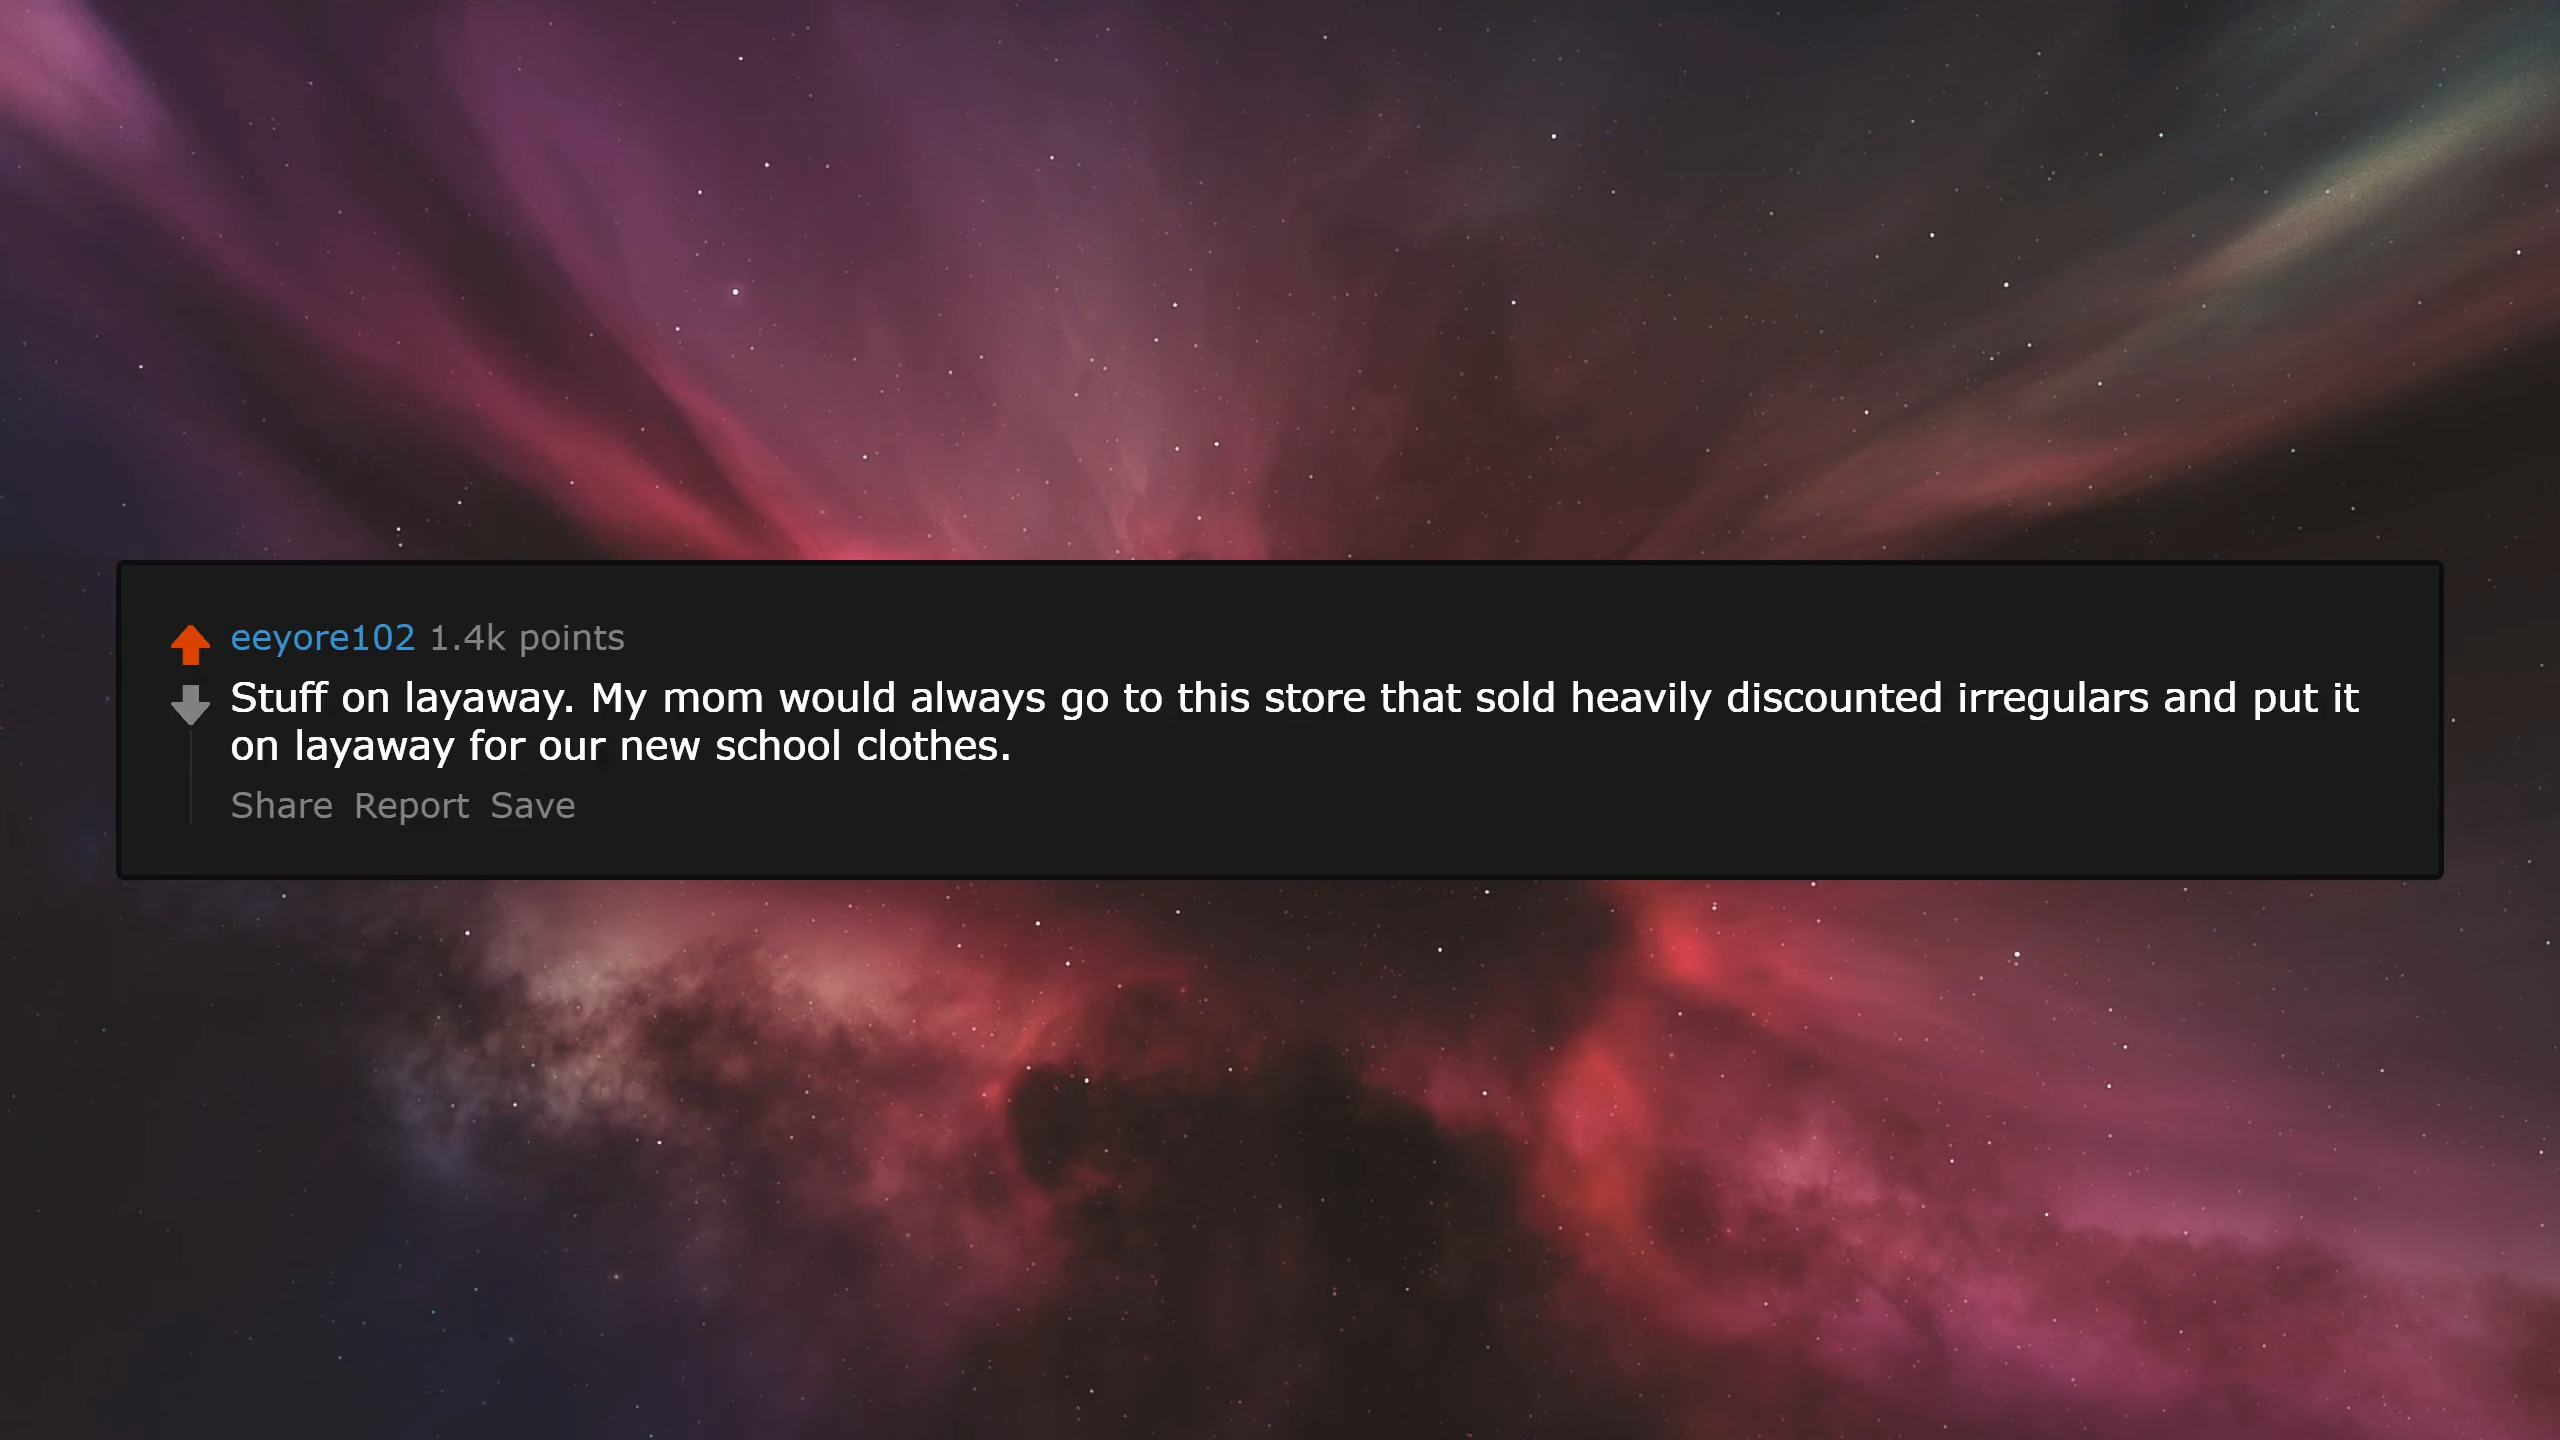 eeyore102 1.4k points
Stuff on layaway. My mom would always go to this store that sold heavily discounted irregulars and put it
on layaway for our new school clothes.
Share Report Save